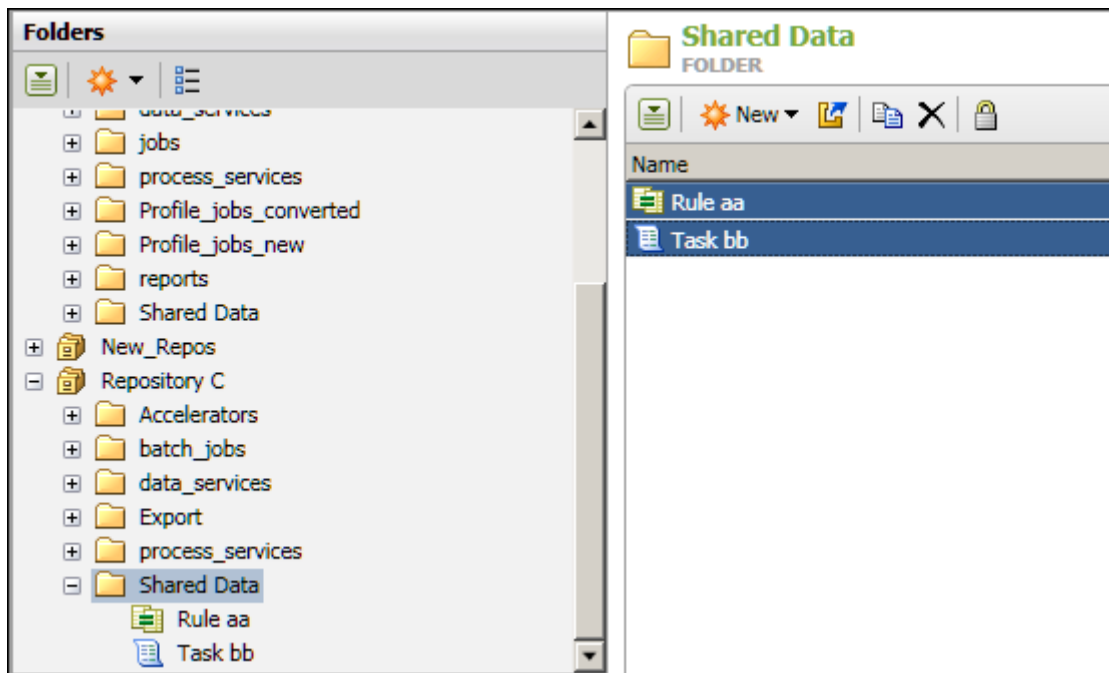 Folders
data_services
jobs
process_services
Profile_jobs_converted
Profile_jobs_new
reports
Shared Data
New_Repos
Repository C
Accelerators
batch_jobs
data_services
Export
process_services
Shared Data
Rule aa
Task bb
Shared Data
FOLDER
New
Name
Rule aa
Task bb